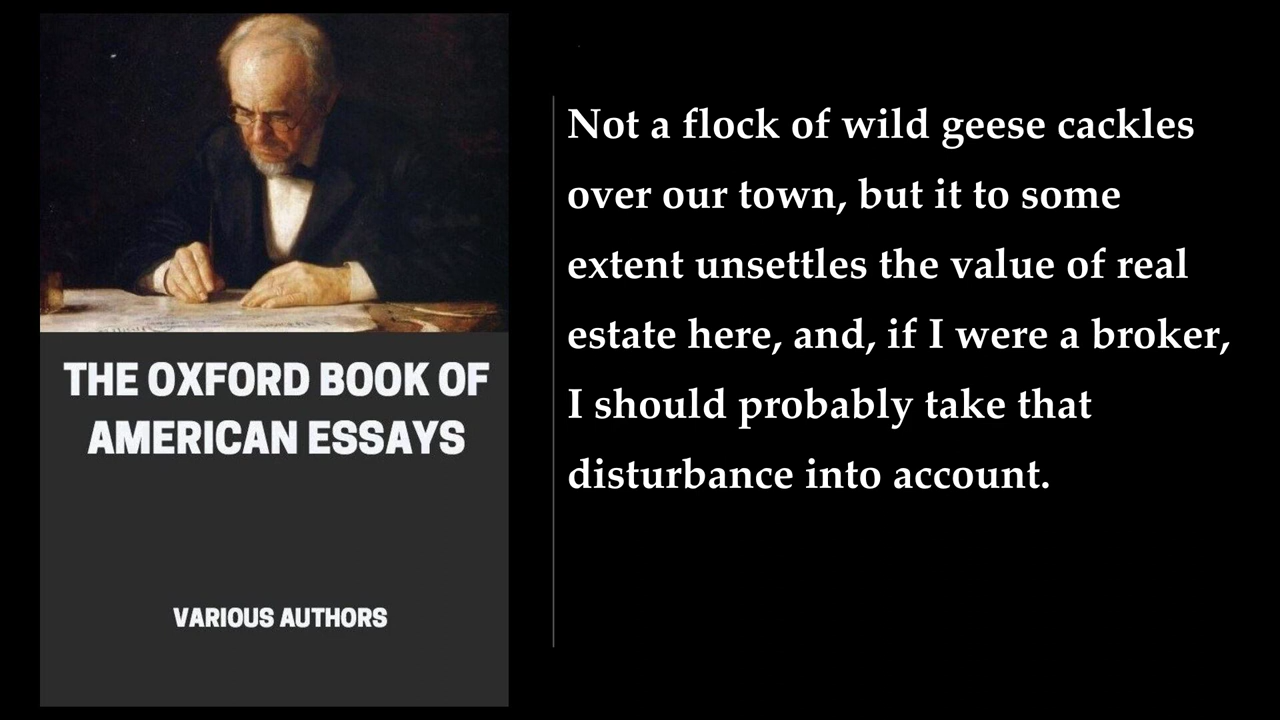 THE OXFORD BOOK OF
AMERICAN ESSAYS
VARIOUS AUTHORS
Not a flock of wild geese cackles
over our town, but it to some
extent unsettles the value of real
estate here, and, if I were a broker,
I should probably take that
disturbance into account.